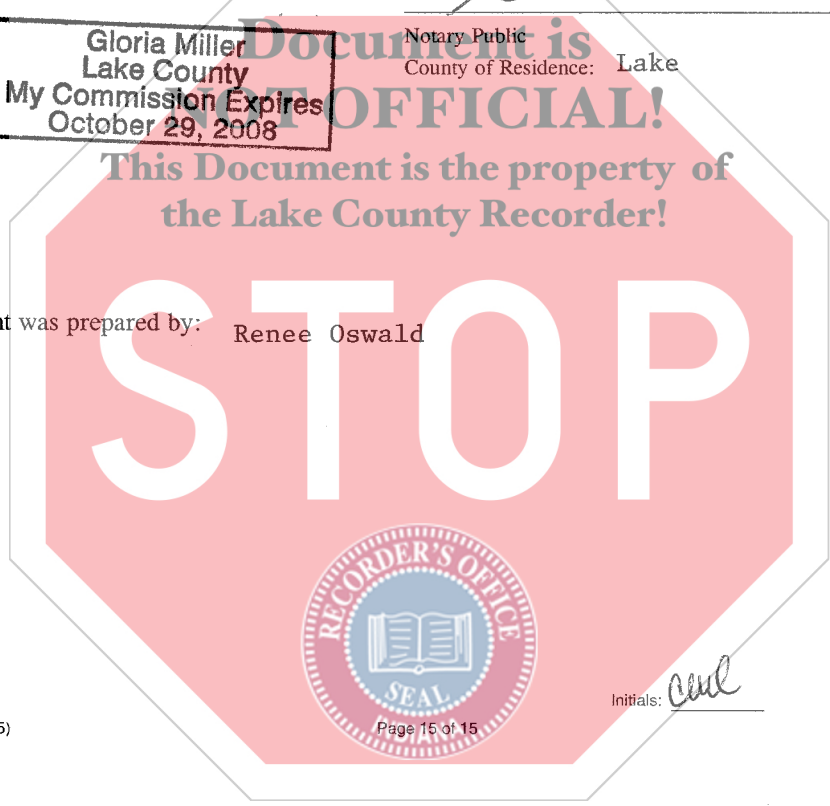 Gloria Miller
Lake County
My Commission Expires
October 29, 2008
Notary Public
County of Residence: Lake
Document is
NOT OFFICIAL!
This Document is the property of
the Lake County Recorder!
STOP
t was prepared by: Renee Oswald
RECORDER'S OFFICE
SEAL
INDIANA
Initials:
5)
Page 15 of 15